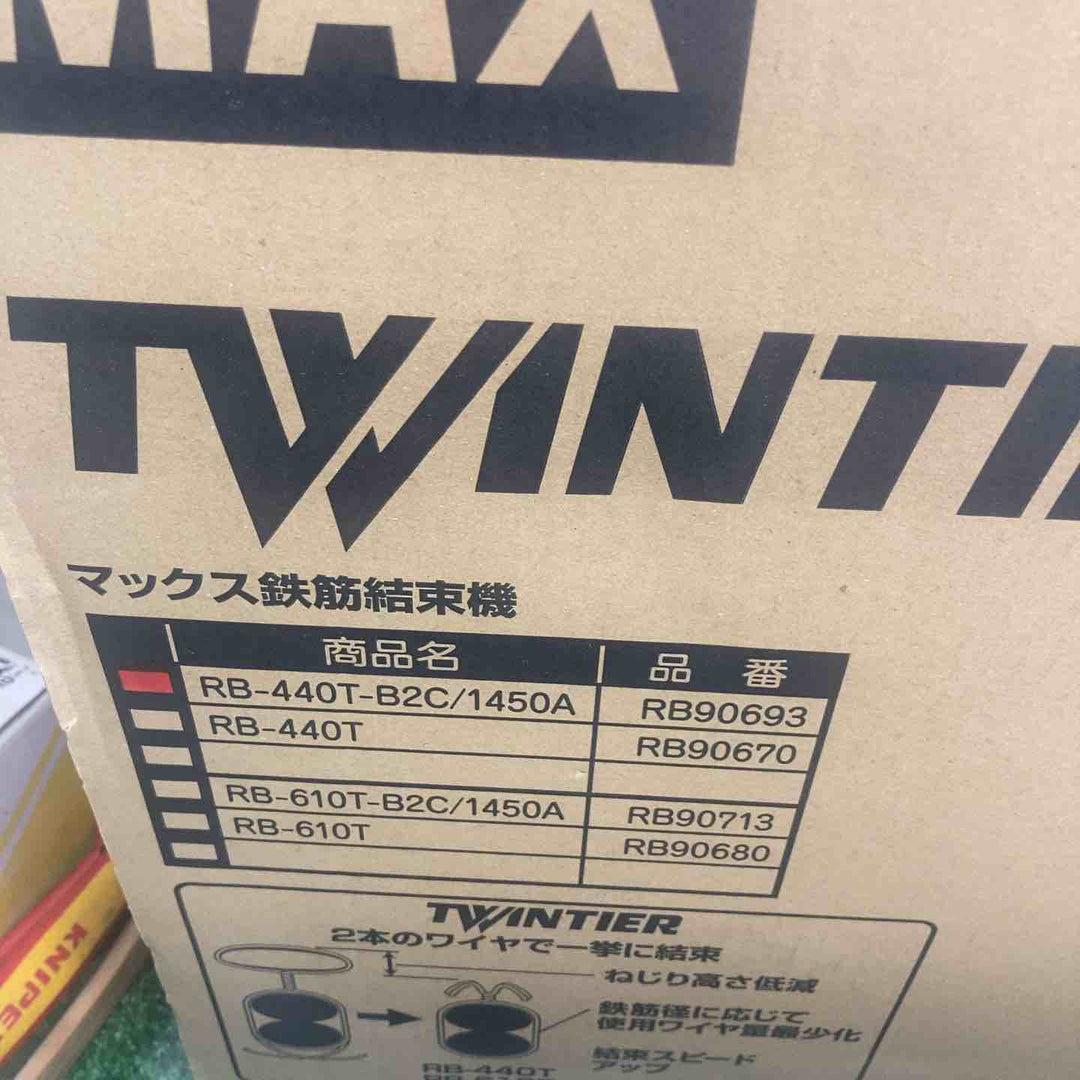 MAX
TWINTI
マックス鉄筋結束機
商品名 品番
RB-440T-B2C/1450A RB90693
RB-440T RB90670
RB-610T-B2C/1450A RB90713
RB-610T RB90680
TWINTIER
2本のワイヤで一挙に結束
ねじり高さ低減
鉄筋径に応じて
使用ワイヤ量最少化
結束スピード
アップ
RB-440T
KNIPE